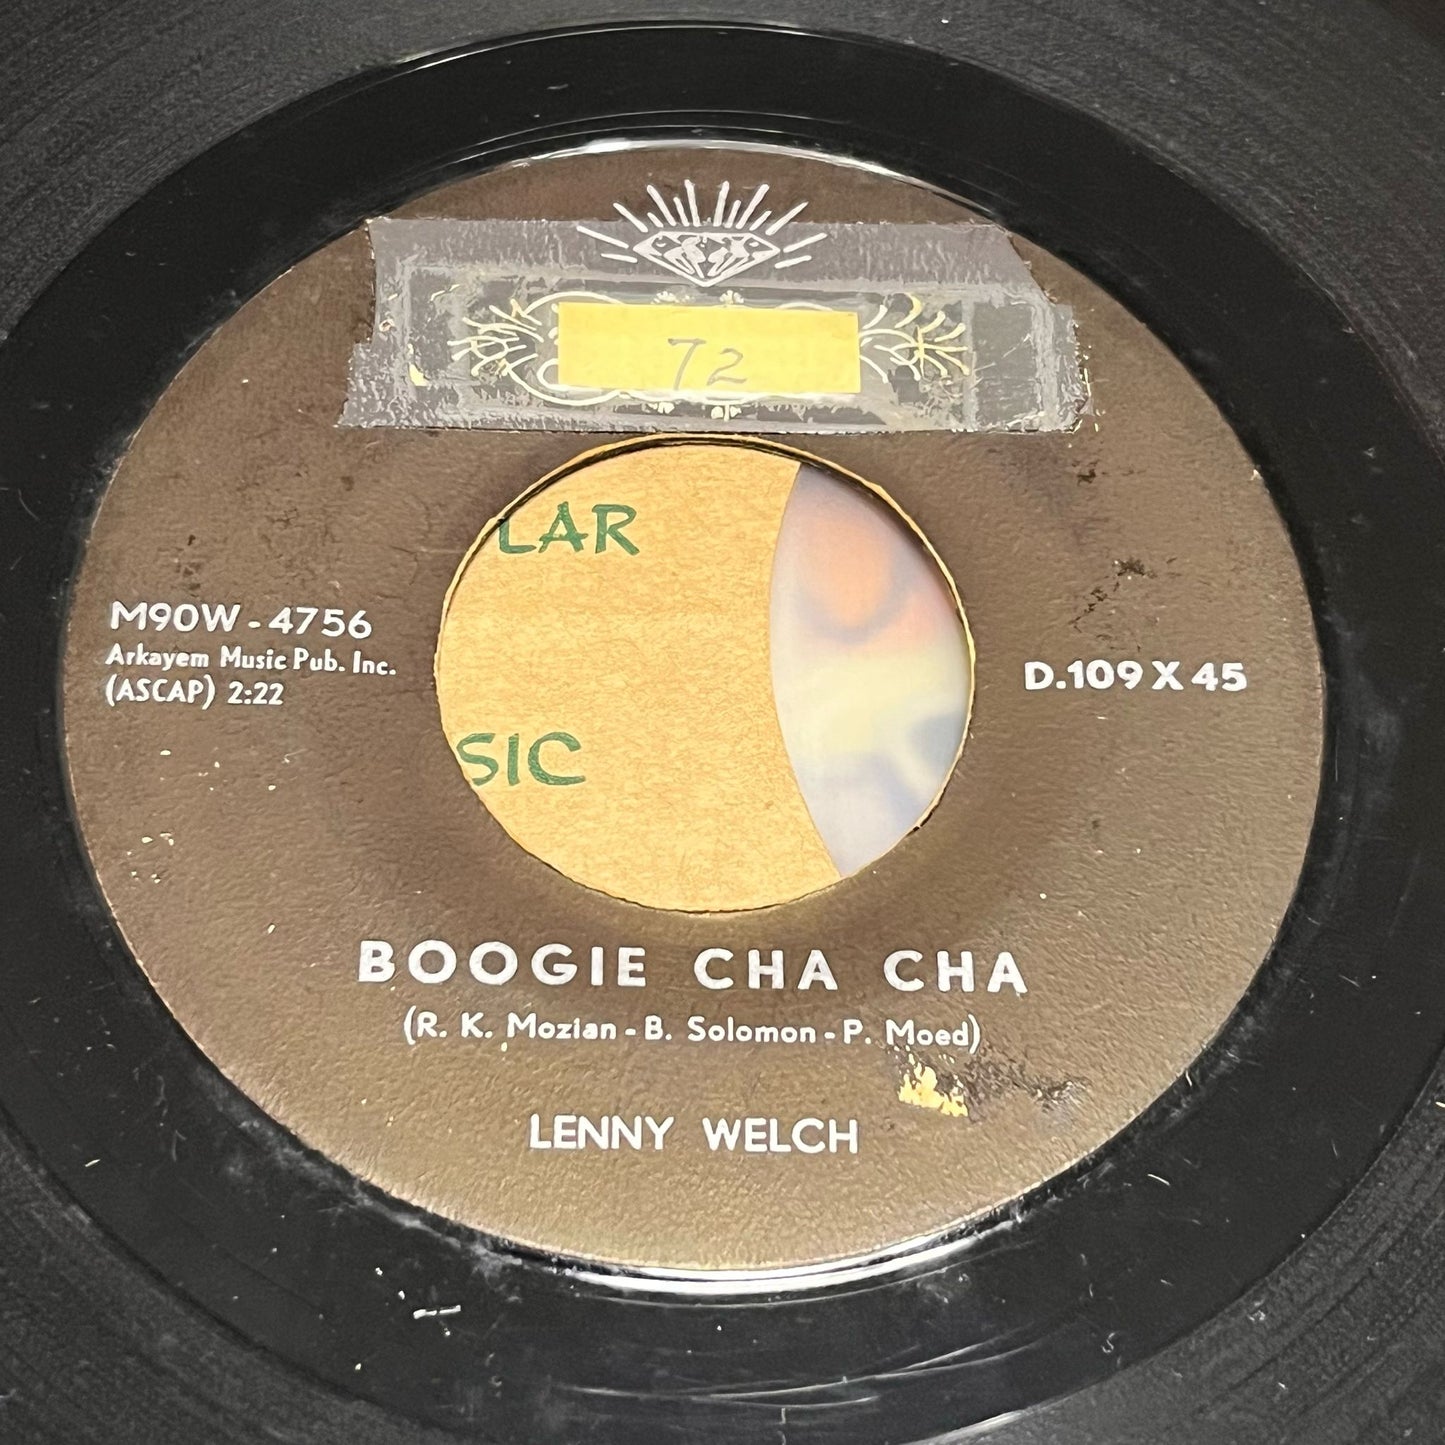 72
LAR
M90W-4756
Arkayem Music Pub. Inc.
(ASCAP) 2:22
D.109 X 45
SIC
BOOGIE CHA CHA
(R. K. Mozian - B. Solomon - P. Moed)
LENNY WELCH